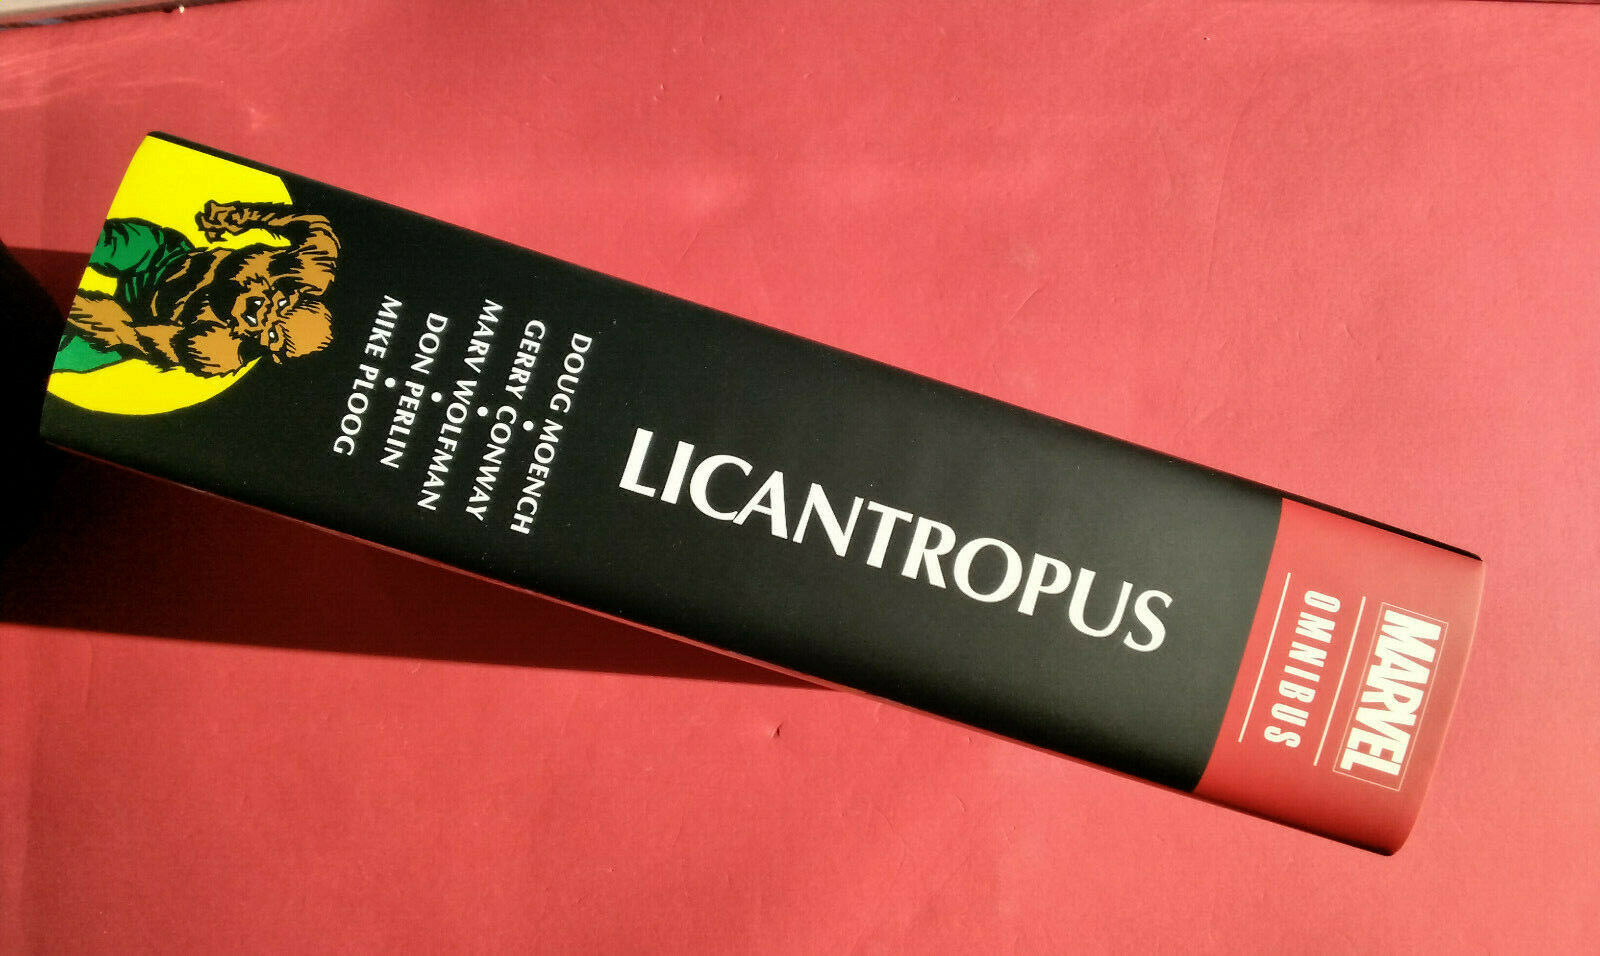 MARVEL
OMNIBUS
LICANTROPUS
DOUG MOENCH
•
GERRY CONWAY
•
MARV WOLFMAN
•
DON PERLIN
•
MIKE PLOOG